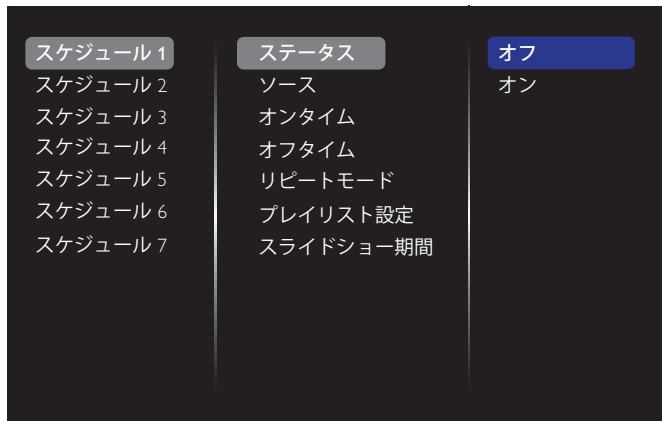 スケジュール 1
スケジュール 2
スケジュール 3
スケジュール 4
スケジュール 5
スケジュール 6
スケジュール 7
ステータス
ソース
オンタイム
オフタイム
リピートモード
プレイリスト設定
スライドショー期間
オフ
オン